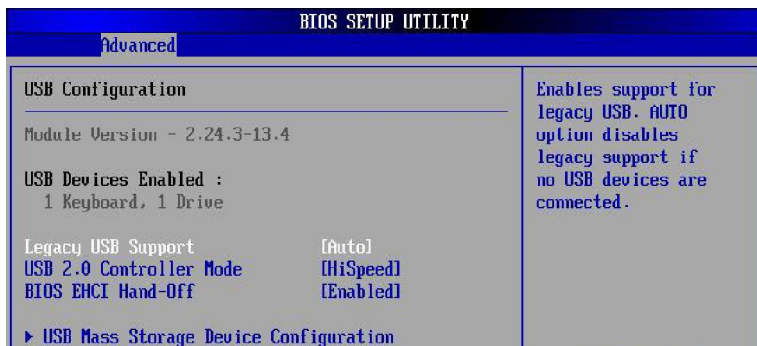 BIOS SETUP UTILITY
Advanced
USB Configuration
Module Version - 2.24.3-13.4
USB Devices Enabled :
1 Keyboard, 1 Drive
Legacy USB Support [Auto]
USB 2.0 Controller Mode [HiSpeed]
BIOS EHCI Hand-Off [Enabled]
USB Mass Storage Device Configuration
Enables support for
legacy USB. AUTO
option disables
legacy support if
no USB devices are
connected.